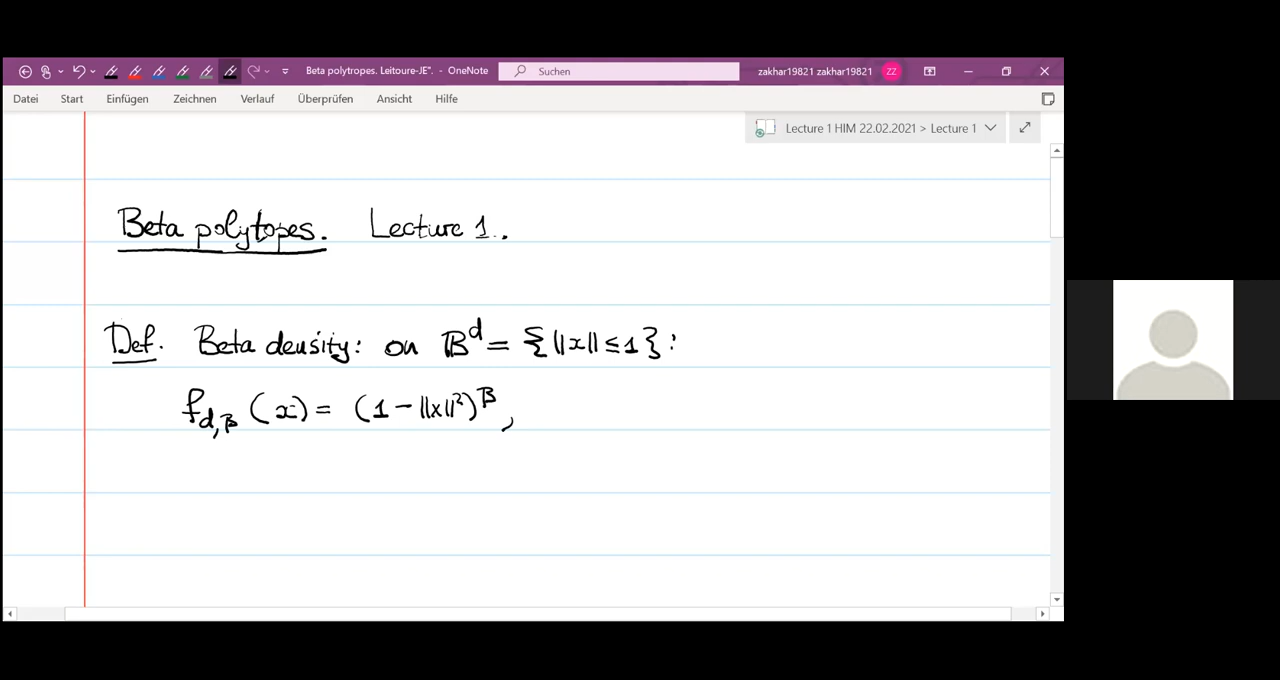 Beta polytopes. Leitoure-JE". - OneNote
Suchen
zakhar19821 zakhar19821 ZZ
Datei Start Einfügen Zeichnen Verlauf Überprüfen Ansicht Hilfe
Lecture 1 HIM 22.02.2021 > Lecture 1
Beta polytopes. Lecture 1.
Def. Beta density: on 𝔹^d = {||x|| ≤ 1}:
f_{d,β}(x) = (1 - ||x||²)^β,